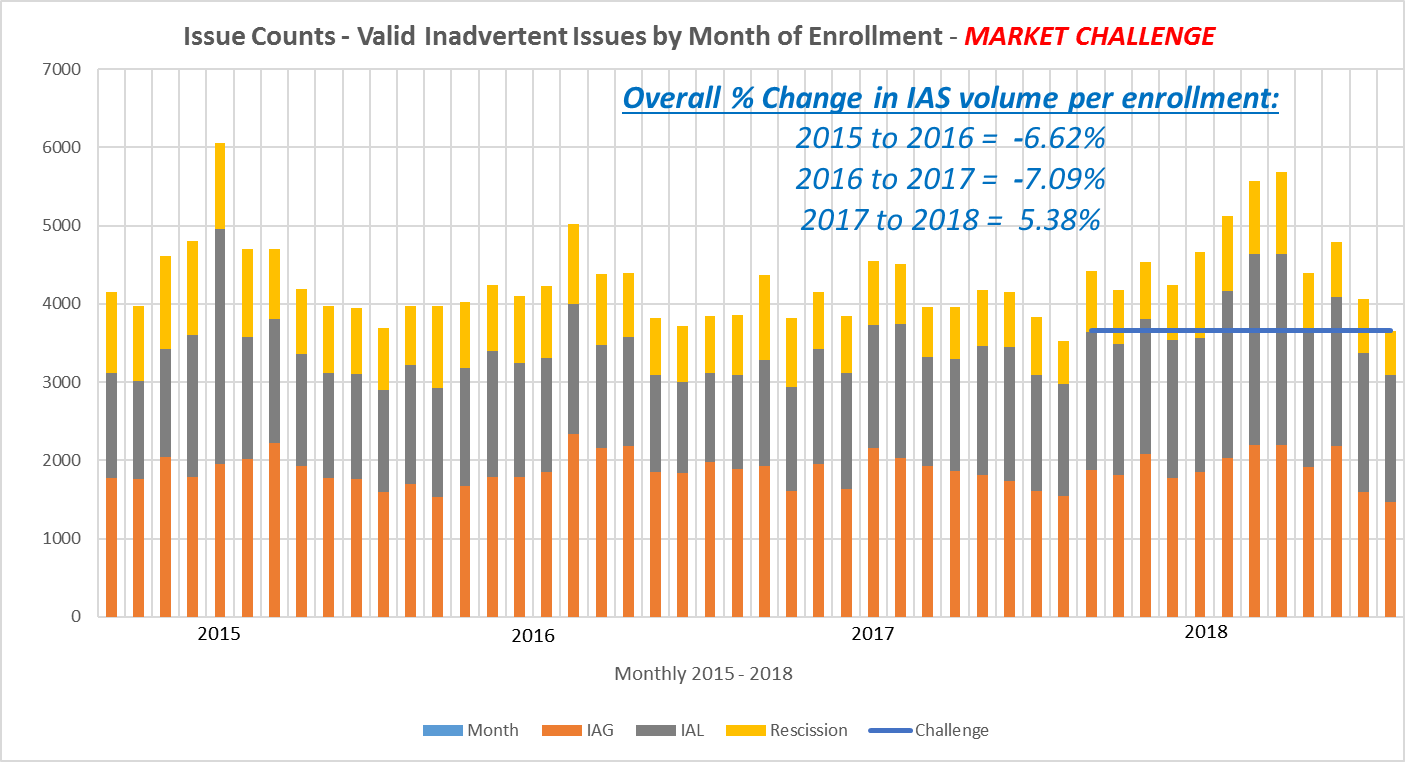 Issue Counts - Valid Inadvertent Issues by Month of Enrollment - MARKET CHALLENGE
Overall % Change in IAS volume per enrollment:
2015 to 2016 = -6.62%
2016 to 2017 = -7.09%
2017 to 2018 = 5.38%
7000
6000
5000
4000
3000
2000
1000
0
2015 2016 2017 2018
Monthly 2015 - 2018
Month IAG IAL Rescission Challenge